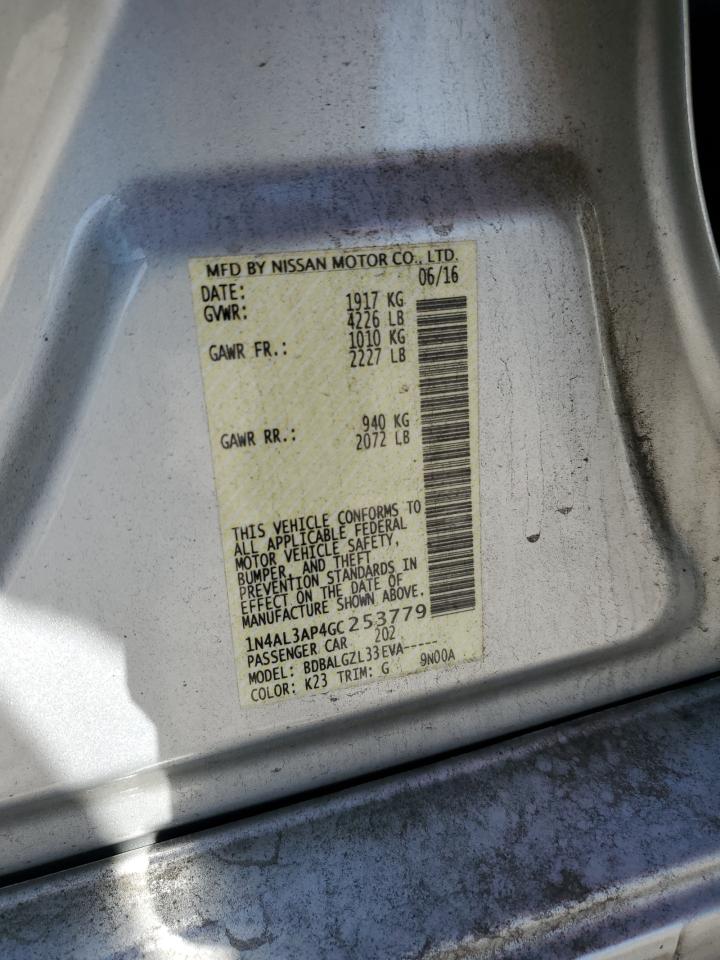 MFD BY NISSAN MOTOR CO., LTD.
DATE: 06/16
GVWR: 1917 KG
4226 LB
GAWR FR.: 1010 KG
2227 LB
GAWR RR.: 940 KG
2072 LB
THIS VEHICLE CONFORMS TO
ALL APPLICABLE FEDERAL
MOTOR VEHICLE SAFETY,
BUMPER, AND THEFT
PREVENTION STANDARDS IN
EFFECT ON THE DATE OF
MANUFACTURE SHOWN ABOVE.
1N4AL3AP4GC253779
PASSENGER CAR 202
MODEL: BDBALGZL33EVA-----
COLOR: K23 TRIM: G 9N00A